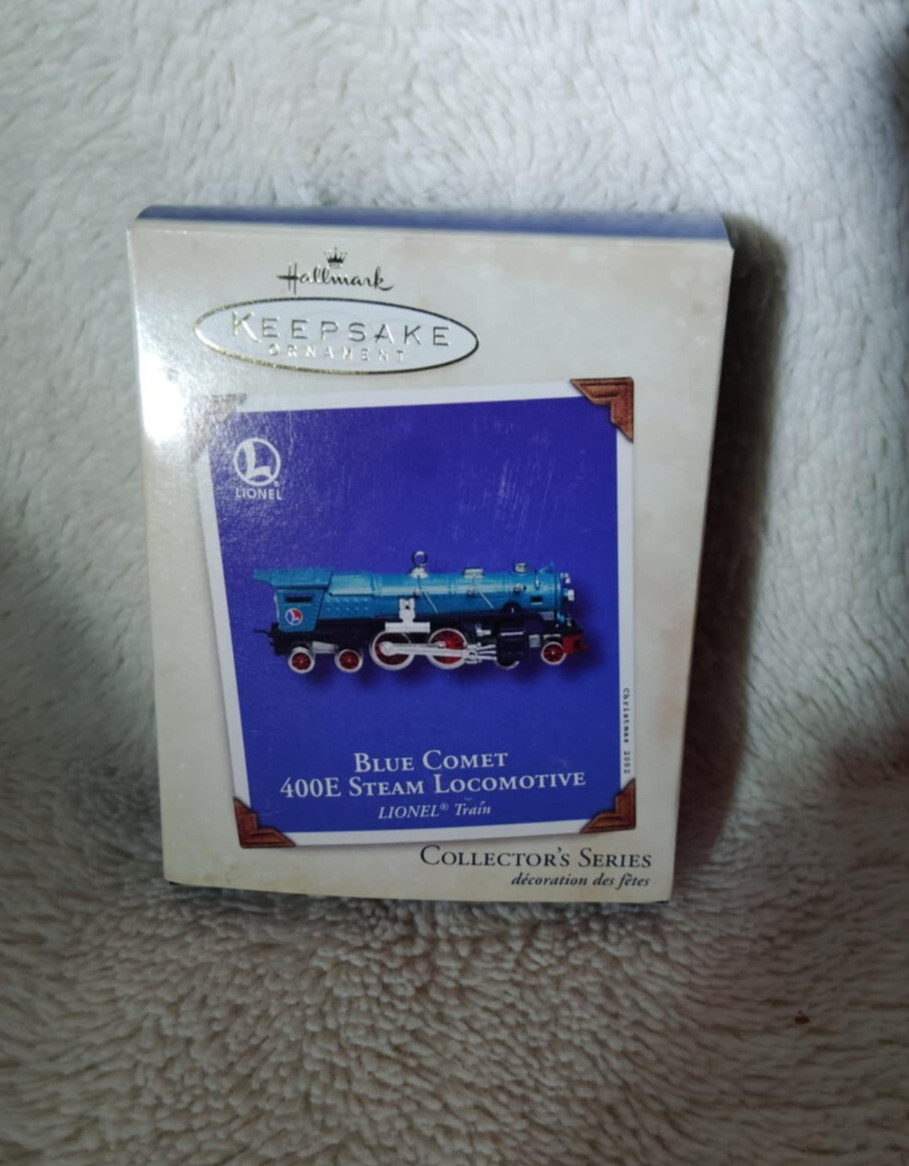 Hallmark
KEEPSAKE
ORNAMENT
L
LIONEL
Christmas 2002
BLUE COMET
400E STEAM LOCOMOTIVE
LIONEL® Train
COLLECTOR'S SERIES
décoration des fêtes